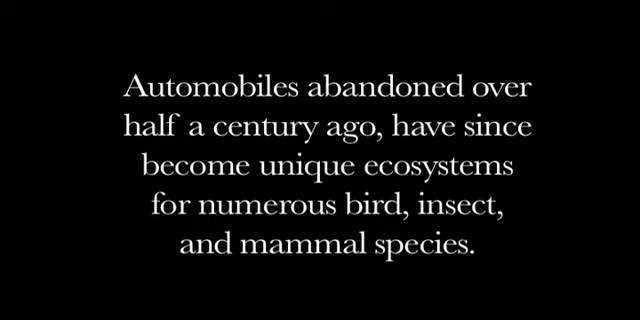 Automobiles abandoned over
half a century ago, have since
become unique ecosystems
for numerous bird, insect,
and mammal species.